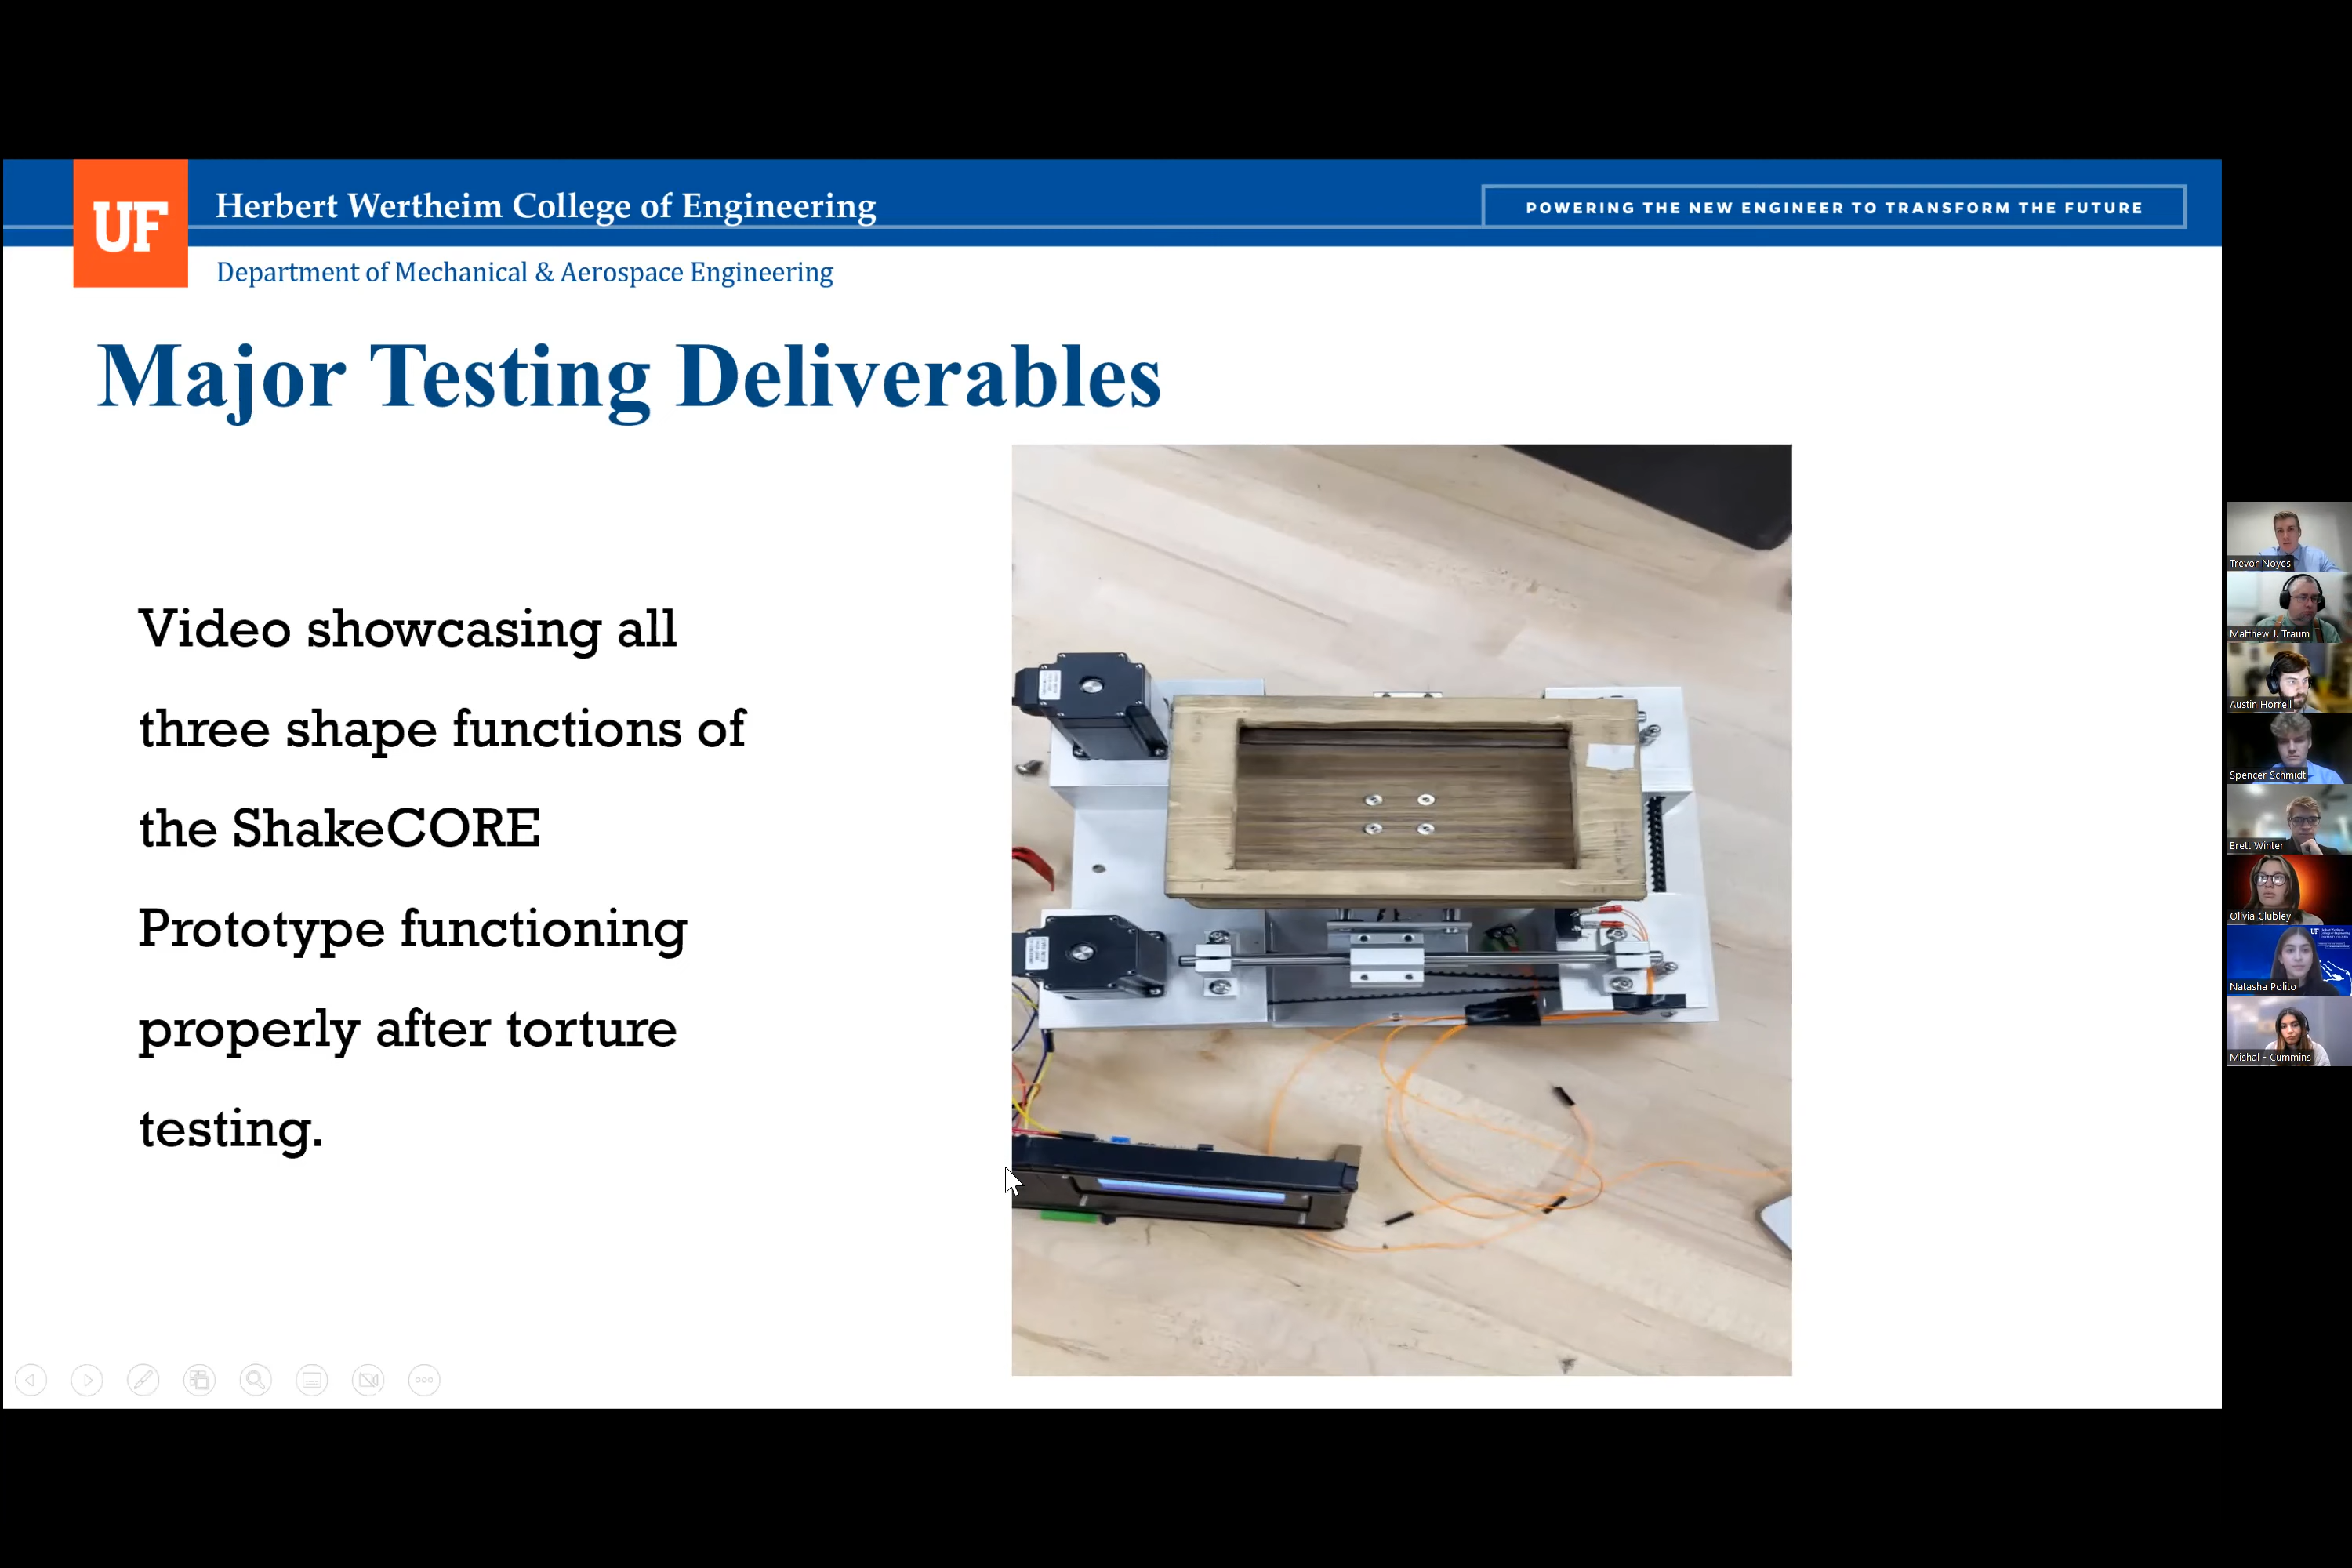 UF
Herbert Wertheim College of Engineering
POWERING THE NEW ENGINEER TO TRANSFORM THE FUTURE
Department of Mechanical & Aerospace Engineering
Major Testing Deliverables
Video showcasing all
three shape functions of
the ShakeCORE
Prototype functioning
properly after torture
testing.
Trevor Noyes
Matthew J. Traum
Austin Horrell
Spencer Schmidt
Brett Winter
Olivia Clubley
Natasha Polito
Mishal - Cummins